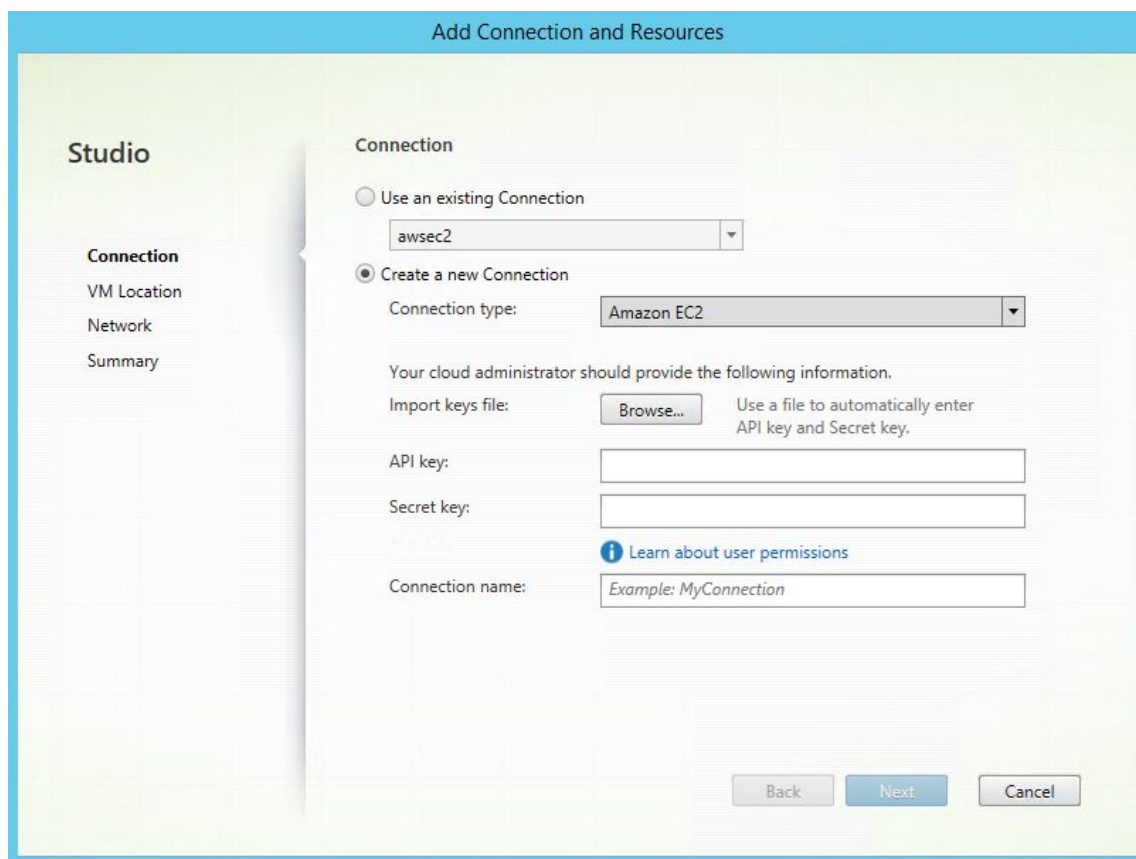 Add Connection and Resources
Studio
Connection
VM Location
Network
Summary
Connection
Use an existing Connection
awsec2
Create a new Connection
Connection type:
Amazon EC2
Your cloud administrator should provide the following information.
Import keys file:
Browse...
Use a file to automatically enter
API key and Secret key.
API key:
Secret key:
Learn about user permissions
Connection name:
Example: MyConnection
Back
Next
Cancel